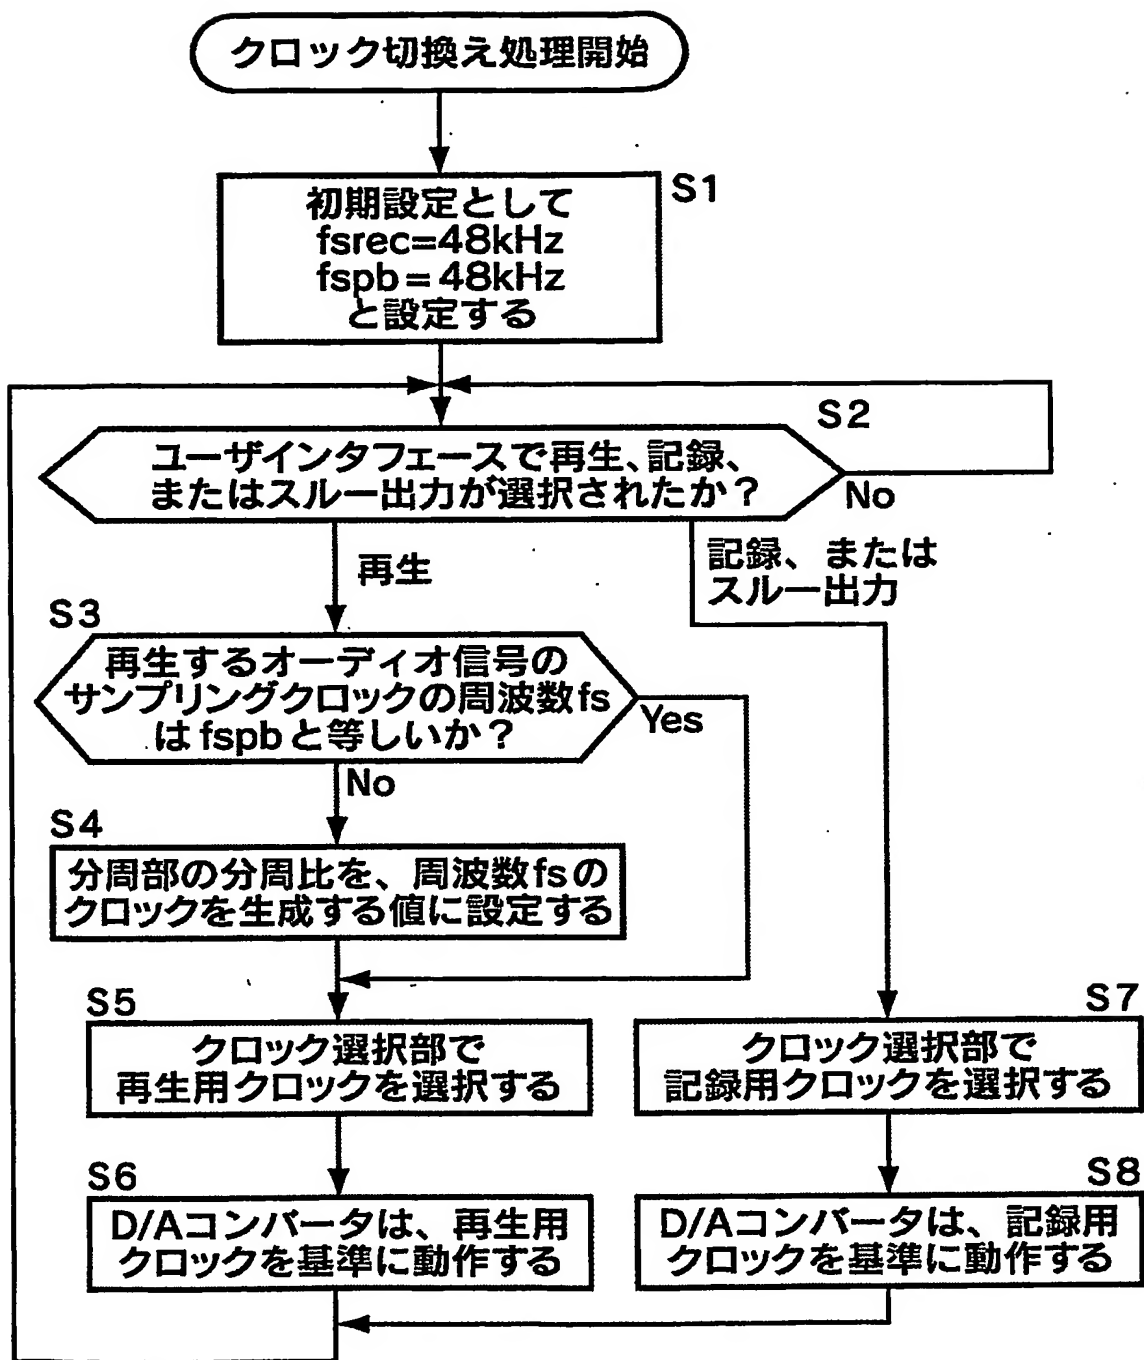 クロック切換え処理開始
S1
初期設定として
fsrec=48kHz
fspb=48kHz
と設定する
S2
ユーザインタフェースで再生、記録、
またはスルー出力が選択されたか？
No
再生
記録、または
スルー出力
S3
再生するオーディオ信号の
サンプリングクロックの周波数fs
はfspbと等しいか？
Yes
No
S4
分周部の分周比を、周波数fsの
クロックを生成する値に設定する
S5
クロック選択部で
再生用クロックを選択する
S7
クロック選択部で
記録用クロックを選択する
S6
D/Aコンバータは、再生用
クロックを基準に動作する
S8
D/Aコンバータは、記録用
クロックを基準に動作する